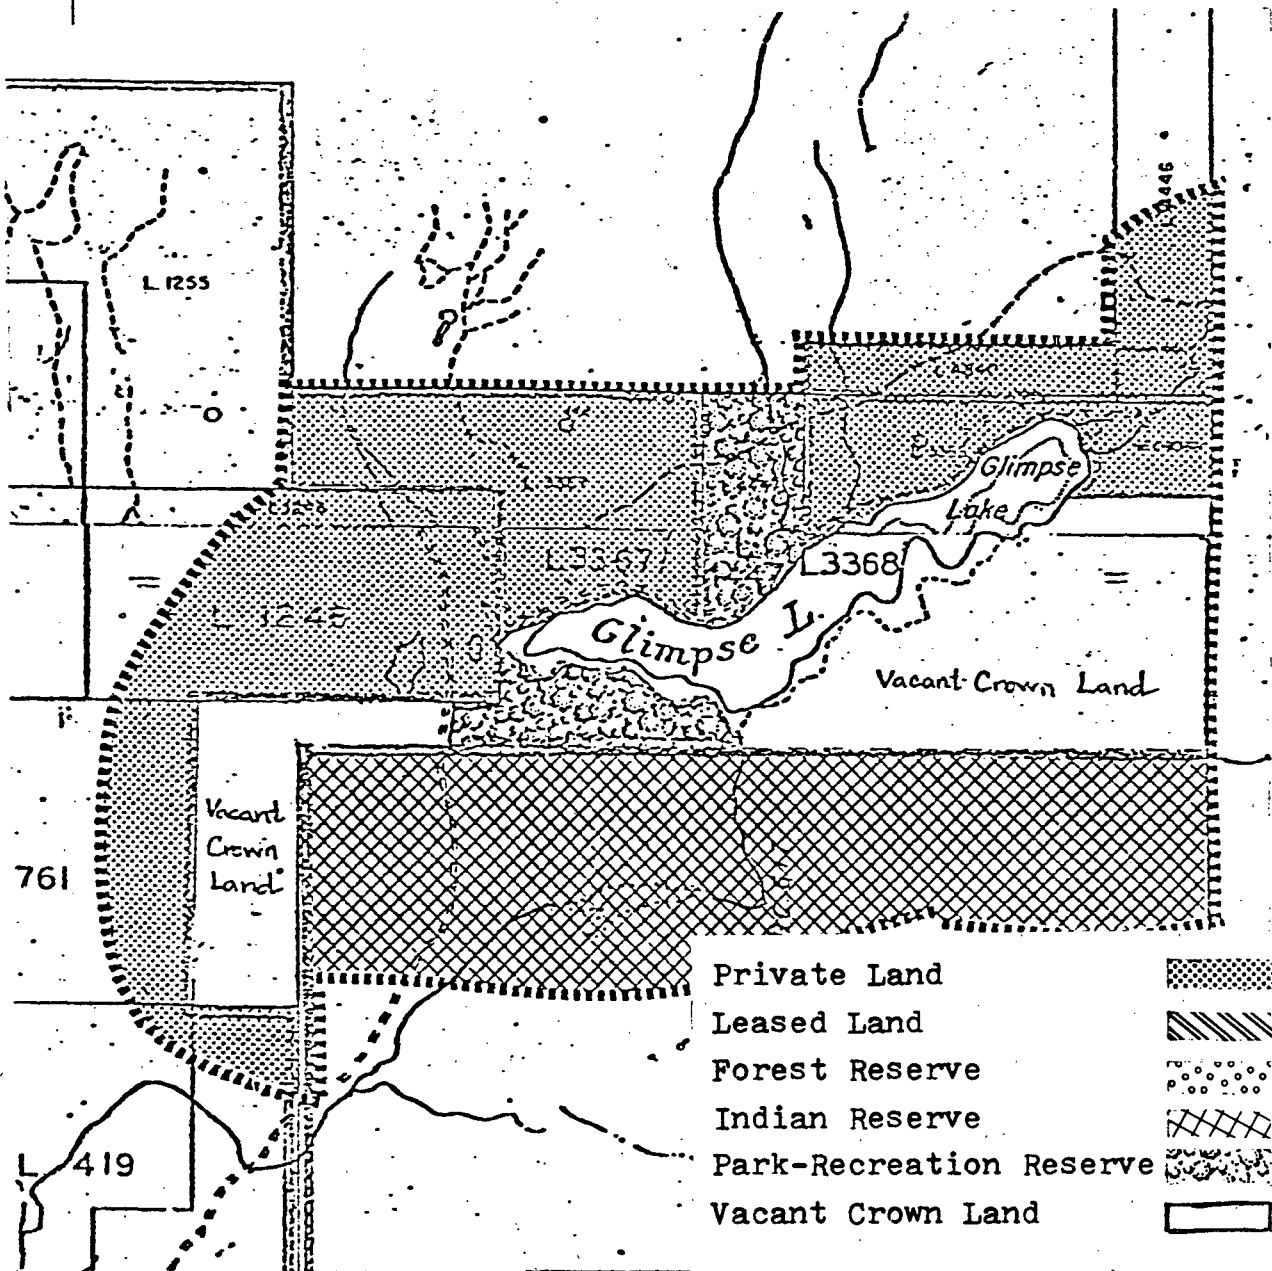 L 1255
Glimpse
Lake
L3367
L3368
Glimpse L.
Vacant Crown Land
Vacant
Crown
Land
761
L 419
Private Land
Leased Land
Forest Reserve
Indian Reserve
Park-Recreation Reserve
Vacant Crown Land